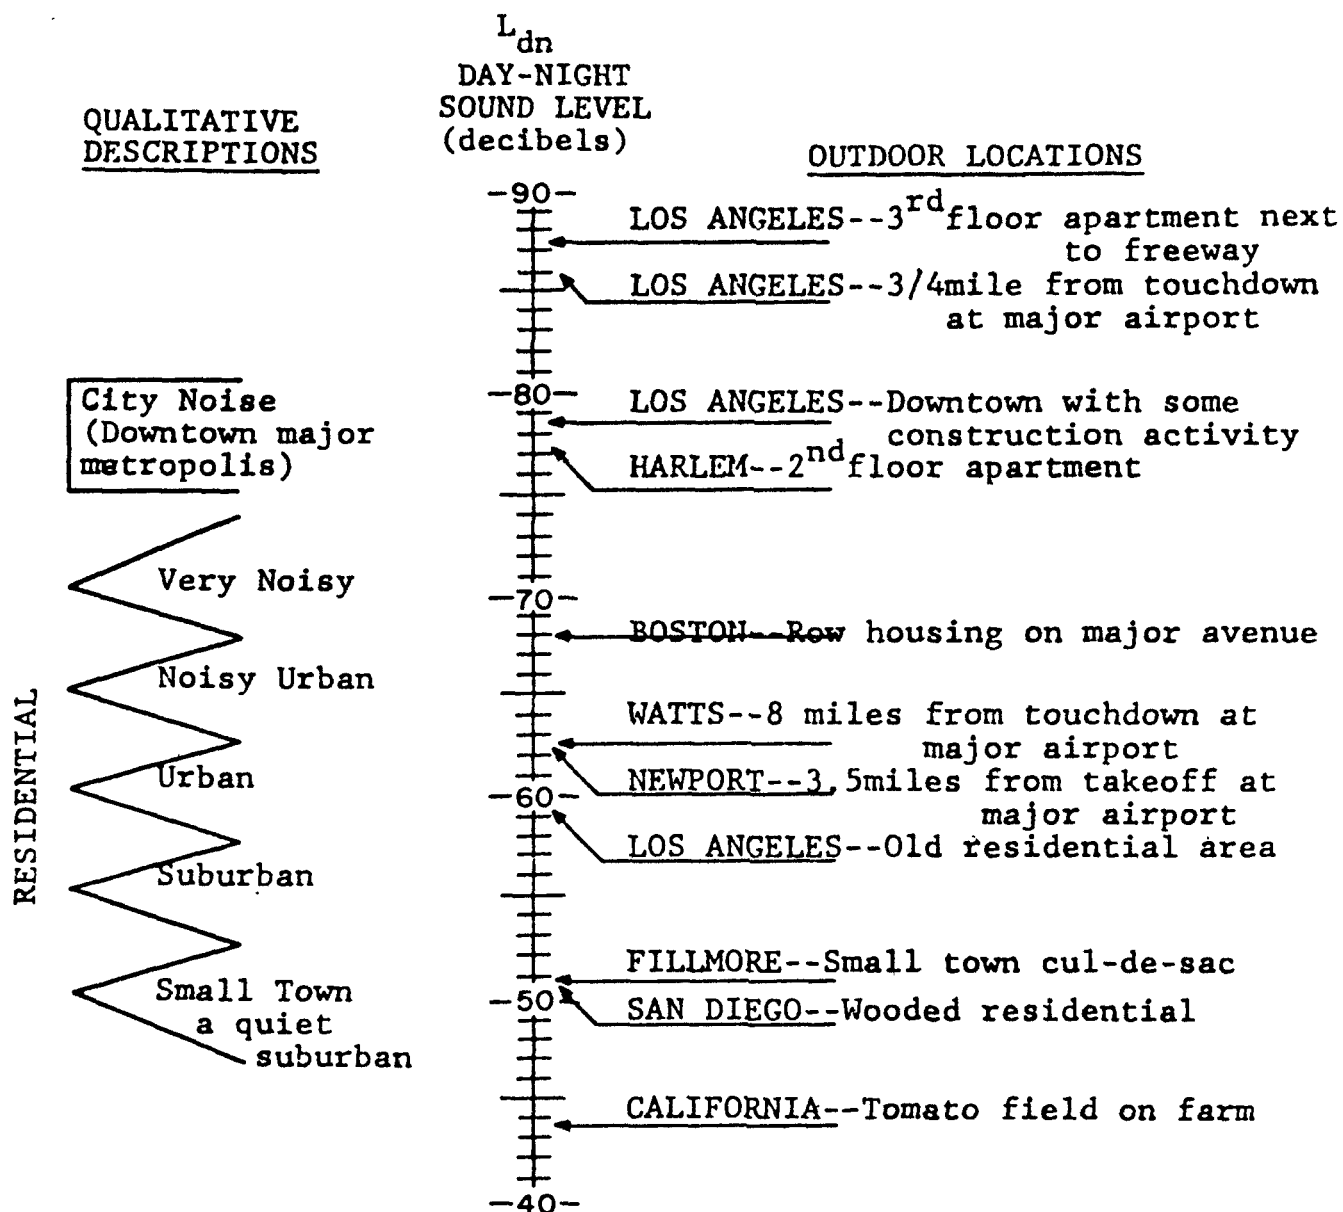 L dn
DAY-NIGHT
SOUND LEVEL
(decibels)
QUALITATIVE
DESCRIPTIONS
OUTDOOR LOCATIONS
90
LOS ANGELES--3rd floor apartment next
to freeway
LOS ANGELES--3/4mile from touchdown
at major airport
80
City Noise
(Downtown major
metropolis)
LOS ANGELES--Downtown with some
construction activity
HARLEM--2nd floor apartment
Very Noisy
70
BOSTON--Row housing on major avenue
Noisy Urban
RESIDENTIAL
WATTS--8 miles from touchdown at
major airport
Urban
NEWPORT--3.5miles from takeoff at
major airport
60
LOS ANGELES--Old residential area
Suburban
FILLMORE--Small town cul-de-sac
50
SAN DIEGO--Wooded residential
Small Town
a quiet
suburban
CALIFORNIA--Tomato field on farm
40